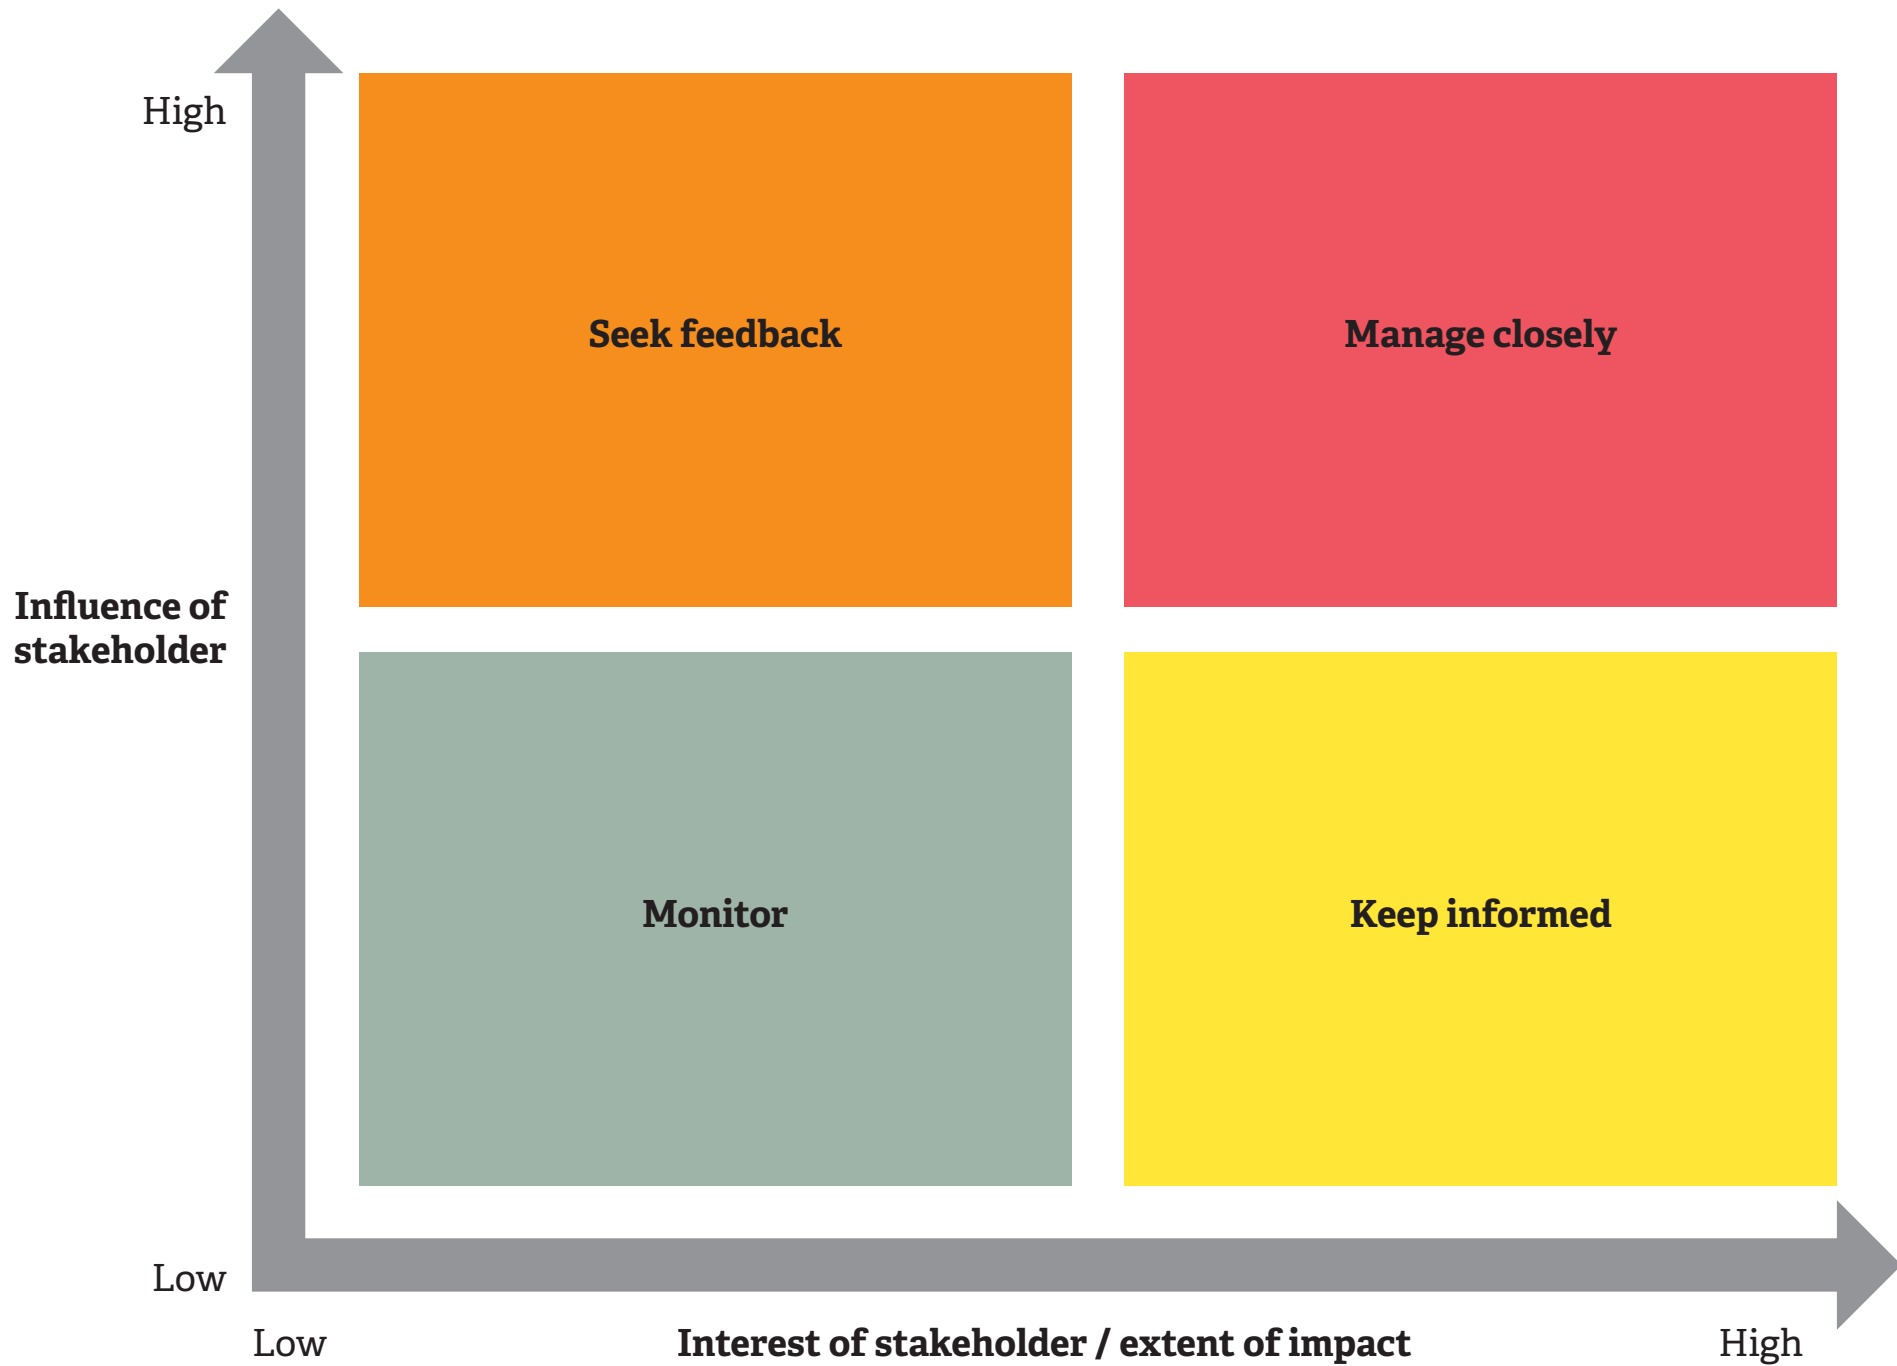 High
Seek feedback
Manage closely
Influence of
stakeholder
Monitor
Keep informed
Low
Low
Interest of stakeholder / extent of impact
High